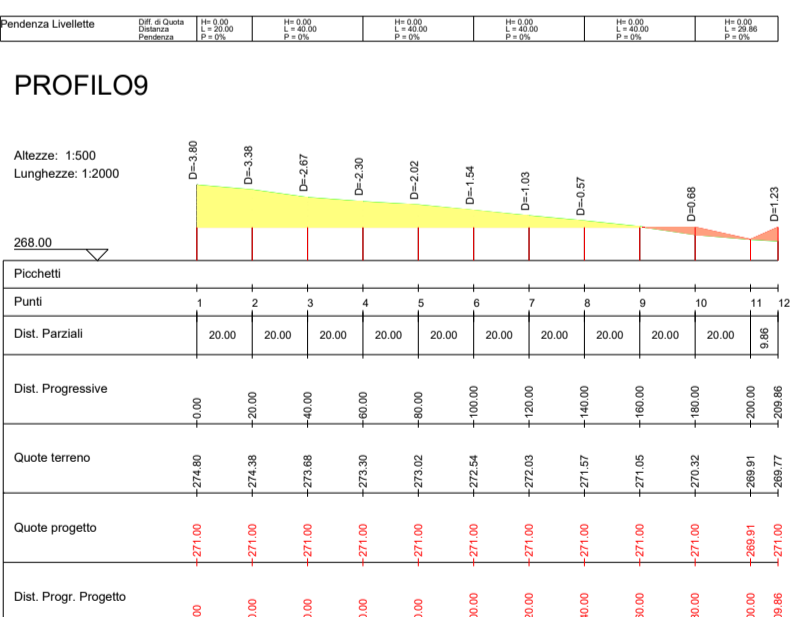 Pendenza Livellette
Diff. di Quota H= 0.00 H= 0.00 H= 0.00 H= 0.00 H= 0.00 H= 0.00
Distanza L = 20.00 L = 40.00 L = 40.00 L = 40.00 L = 40.00 L = 29.86
Pendenza P = 0% P = 0% P = 0% P = 0% P = 0% P = 0%
PROFILO9
Altezze: 1:500
Lunghezze: 1:2000
D=-3.80 D=-3.38 D=-2.67 D=-2.30 D=-2.02 D=-1.54 D=-1.03 D=-0.57 D=0.68 D=1.23
268.00
Picchetti
Punti 1 2 3 4 5 6 7 8 9 10 11 12
Dist. Parziali 20.00 20.00 20.00 20.00 20.00 20.00 20.00 20.00 20.00 20.00 9.86
Dist. Progressive 0.00 20.00 40.00 60.00 80.00 100.00 120.00 140.00 160.00 180.00 200.00 209.86
Quote terreno 274.80 274.38 273.68 273.30 273.02 272.54 272.03 271.57 271.05 270.32 269.91 269.77
Quote progetto 271.00 271.00 271.00 271.00 271.00 271.00 271.00 271.00 271.00 271.00 269.91 271.00
Dist. Progr. Progetto